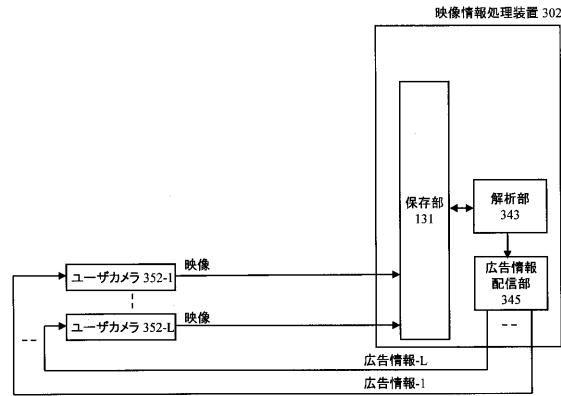 映像情報処理装置 302
保存部
131
解析部
343
広告情報
配信部
345
ユーザカメラ 352-1
映像
ユーザカメラ 352-L
映像
広告情報-L
広告情報-1